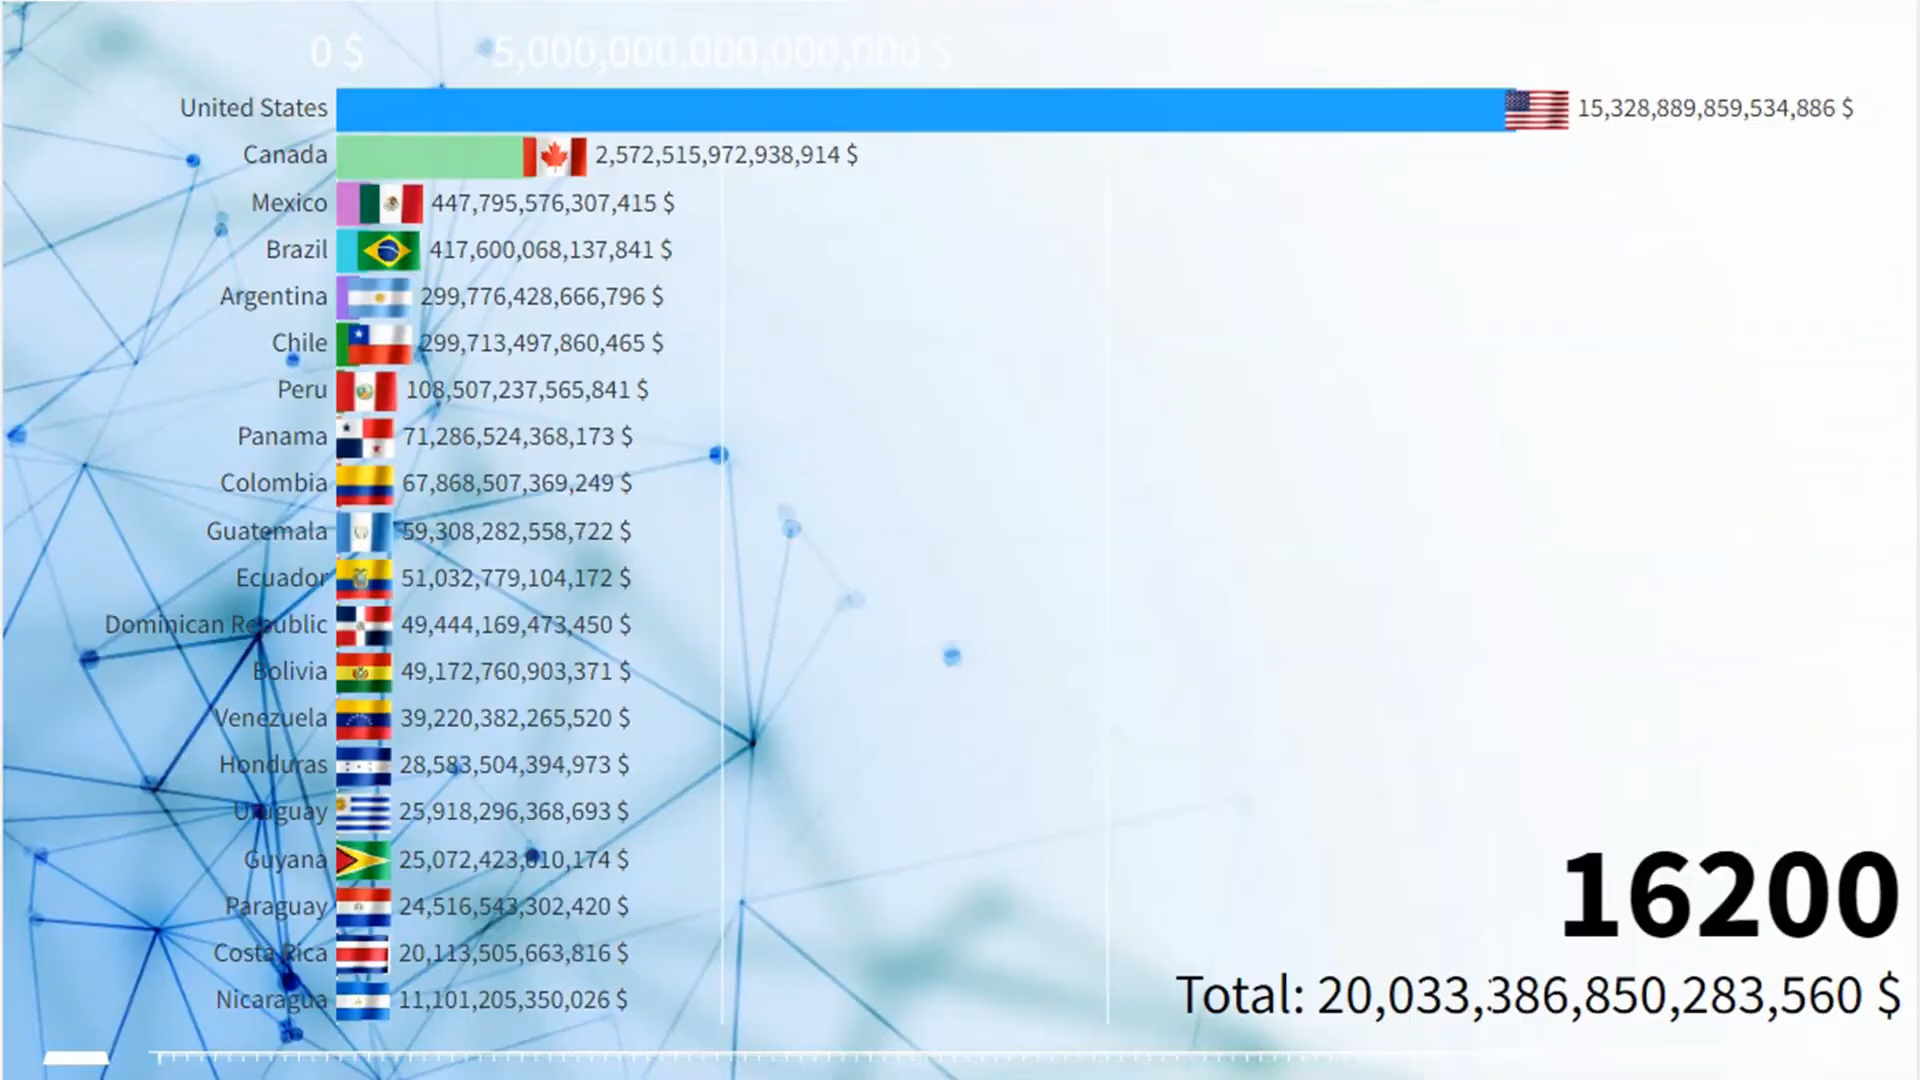 0 $ 5,000,000,000,000,000 $
United States 15,328,889,859,534,886 $
Canada 2,572,515,972,938,914 $
Mexico 447,795,576,307,415 $
Brazil 417,600,068,137,841 $
Argentina 299,776,428,666,796 $
Chile 299,713,497,860,465 $
Peru 108,507,237,565,841 $
Panama 71,286,524,368,173 $
Colombia 67,868,507,369,249 $
Guatemala 59,308,282,558,722 $
Ecuador 51,032,779,104,172 $
Dominican Republic 49,444,169,473,450 $
Bolivia 49,172,760,903,371 $
Venezuela 39,220,382,265,520 $
Honduras 28,583,504,394,973 $
Uruguay 25,918,296,368,693 $
Guyana 25,072,423,610,174 $
Paraguay 24,516,543,302,420 $
Costa Rica 20,113,505,663,816 $
Nicaragua 11,101,205,350,026 $
16200
Total: 20,033,386,850,283,560 $